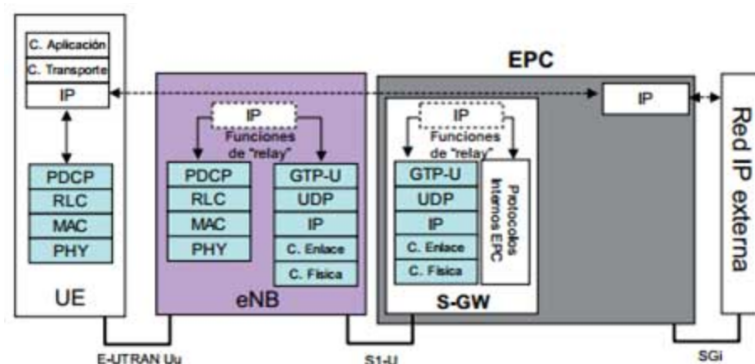 C. Aplicación
C. Transporte
IP
PDCP
RLC
MAC
PHY
UE
IP
Funciones
de "relay"
PDCP
RLC
MAC
PHY
GTP-U
UDP
IP
C. Enlace
C. Física
eNB
EPC
IP
Funciones
de "relay"
GTP-U
UDP
IP
C. Enlace
C. Física
Protocolos
Internos EPC
S-GW
IP
Red IP externa
E-UTRAN Uu
S1-U
SGi